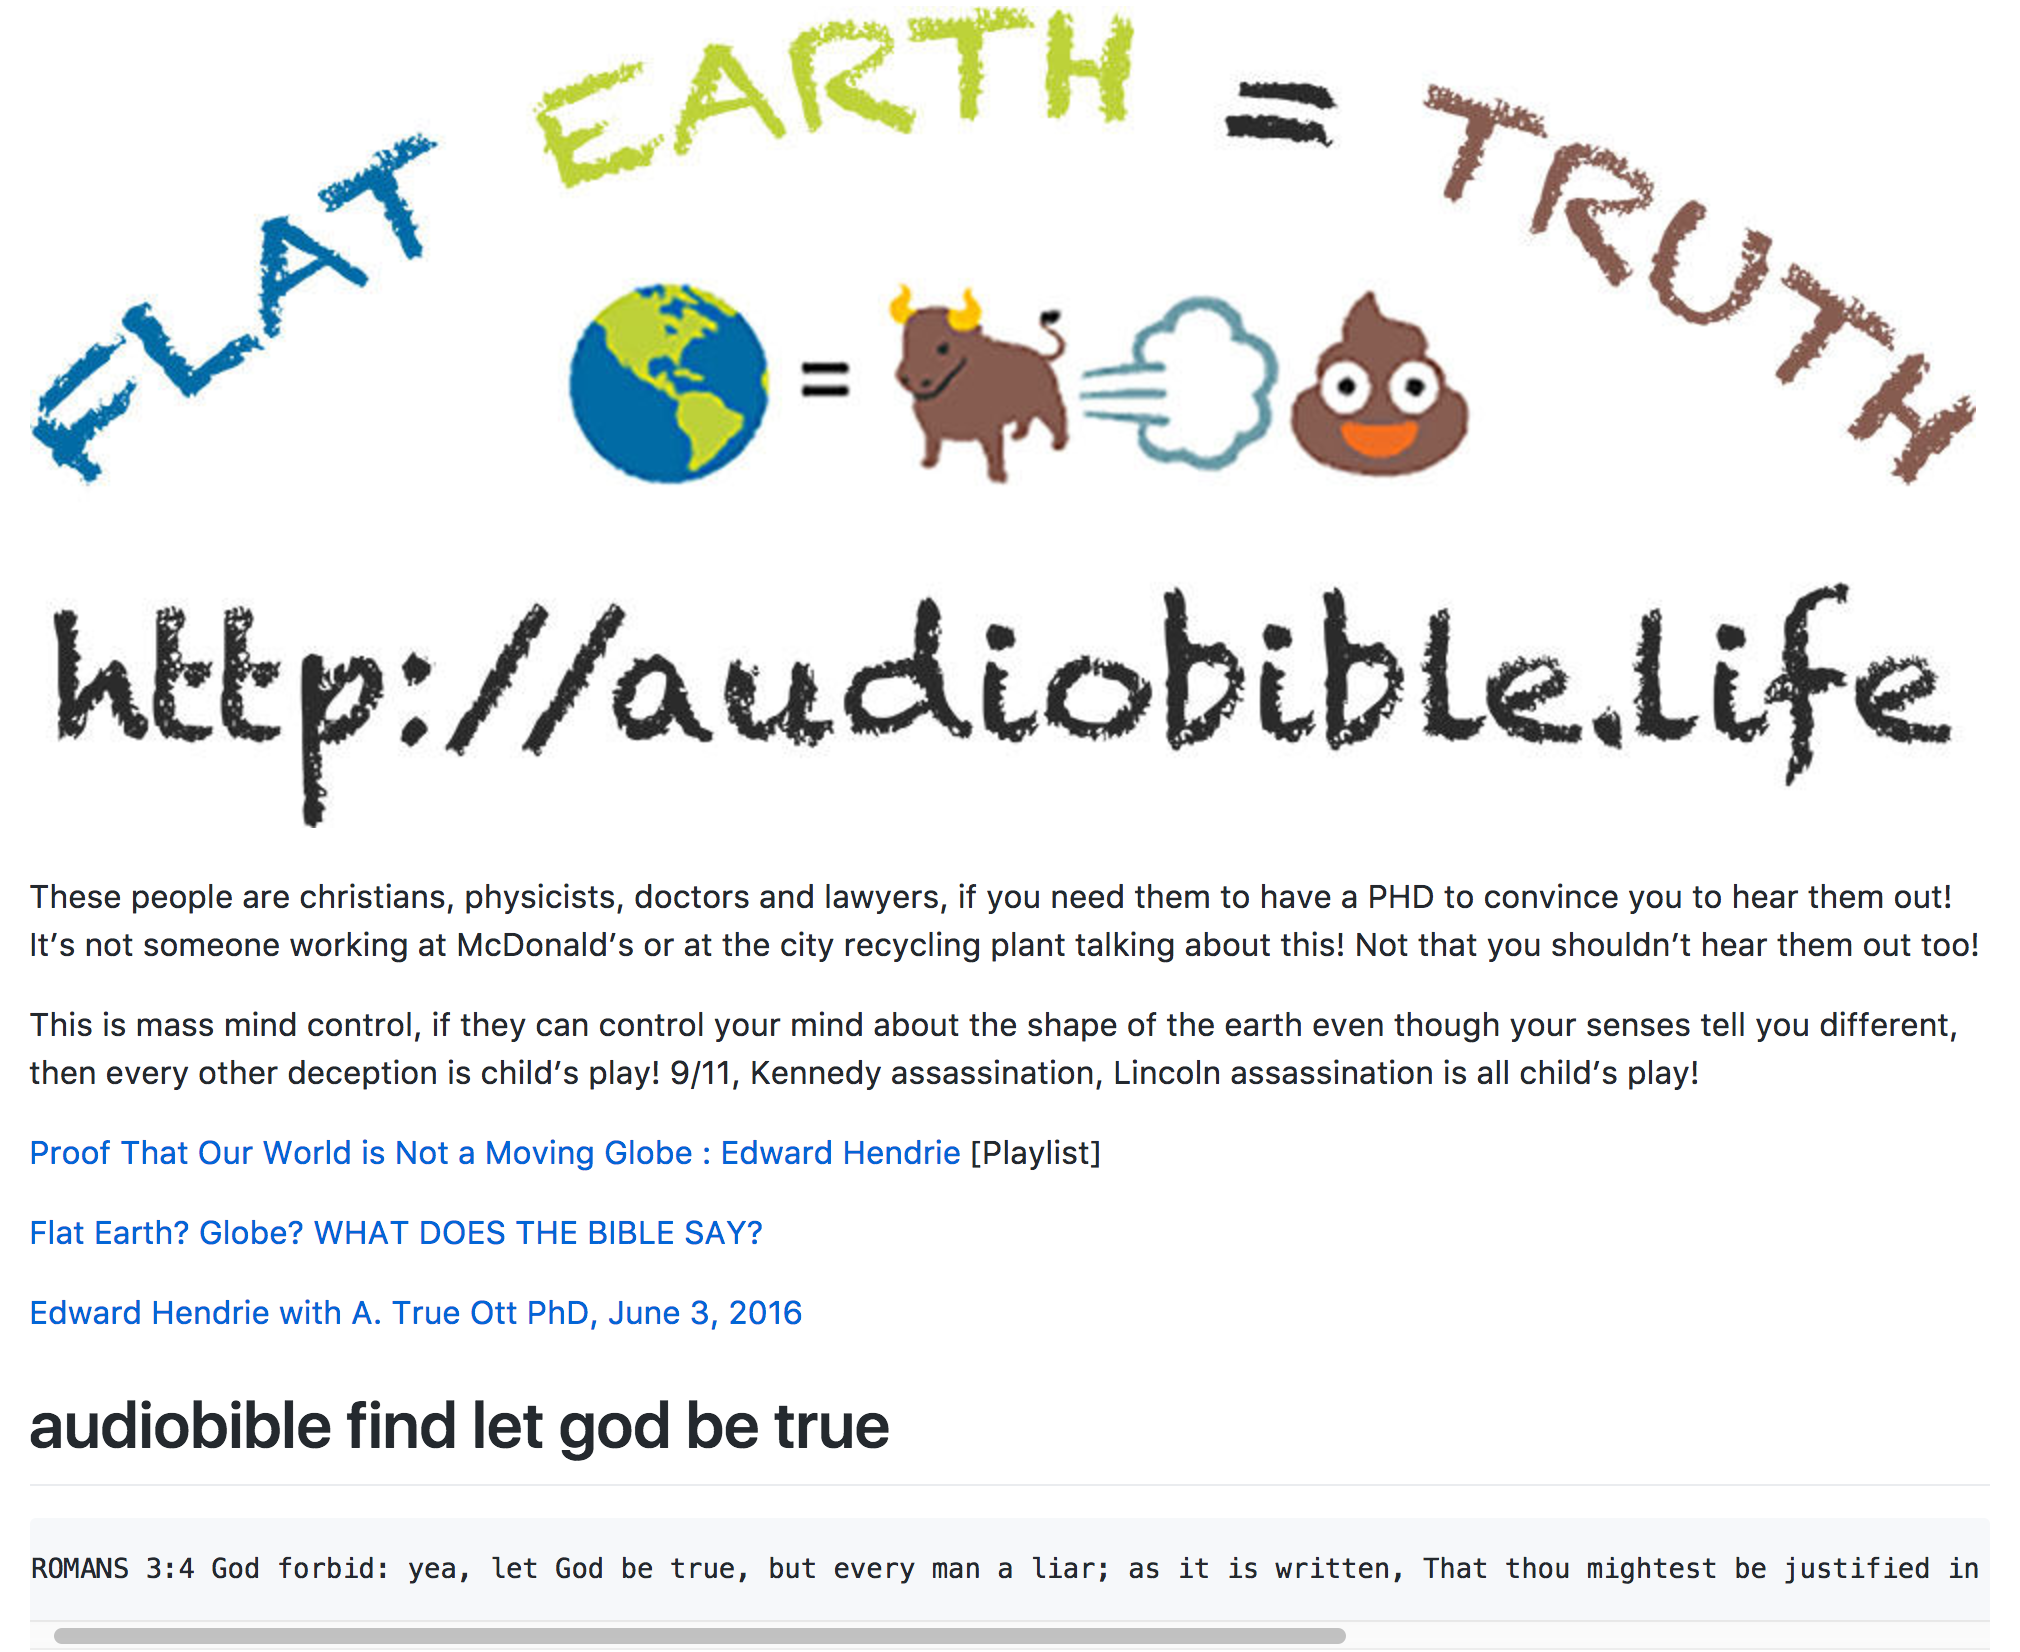 FLAT EARTH = TRUTH
=
http://audiobible.life
These people are christians, physicists, doctors and lawyers, if you need them to have a PHD to convince you to hear them out!
It’s not someone working at McDonald’s or at the city recycling plant talking about this! Not that you shouldn’t hear them out too!
This is mass mind control, if they can control your mind about the shape of the earth even though your senses tell you different,
then every other deception is child’s play! 9/11, Kennedy assassination, Lincoln assassination is all child’s play!
Proof That Our World is Not a Moving Globe : Edward Hendrie [Playlist]
Flat Earth? Globe? WHAT DOES THE BIBLE SAY?
Edward Hendrie with A. True Ott PhD, June 3, 2016
audiobible find let god be true
ROMANS 3:4 God forbid: yea, let God be true, but every man a liar; as it is written, That thou mightest be justified in